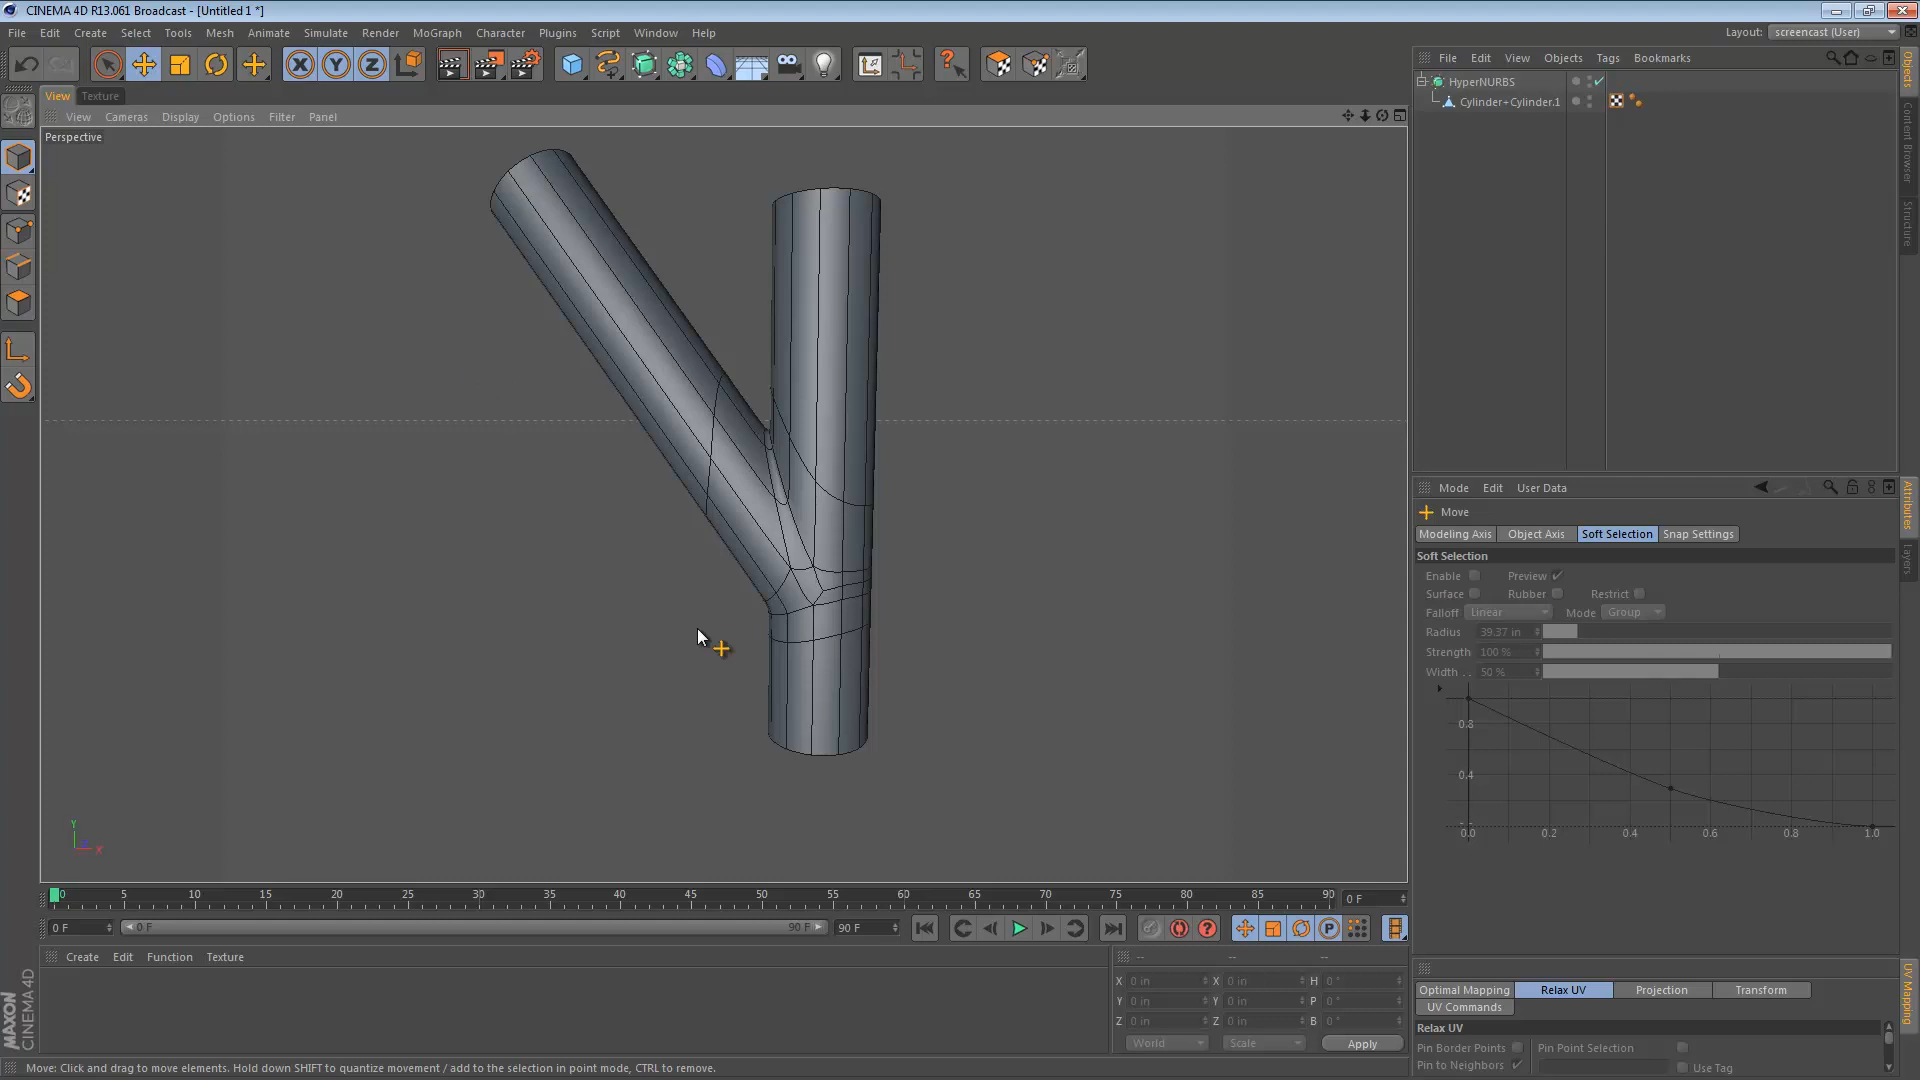 CINEMA 4D R13.061 Broadcast - [Untitled 1 *]
File Edit Create Select Tools Mesh Animate Simulate Render MoGraph Character Plugins Script Window Help
Layout: screencast (User)
View Texture
View Cameras Display Options Filter Panel
Perspective
File Edit View Objects Tags Bookmarks
HyperNURBS
Cylinder+Cylinder.1
Objects
Content Browser
Structure
Mode Edit User Data
Move
Modeling Axis Object Axis Soft Selection Snap Settings
Soft Selection
Enable Preview
Surface Rubber Restrict
Falloff Linear Mode Group
Radius 39.37 in
Strength 100 %
Width . . 50 %
0.8
0.4
0.0 0.2 0.4 0.6 0.8 1.0
Attributes
Layers
Y
X
0 5 10 15 20 25 30 35 40 45 50 55 60 65 70 75 80 85 90
0 F
0 F 0 F 90 F 90 F
Create Edit Function Texture
-- -- --
X 0 in X 0 in H 0 °
Y 0 in Y 0 in P 0 °
Z 0 in Z 0 in B 0 °
World Scale Apply
Optimal Mapping Relax UV Projection Transform
UV Commands
Relax UV
Pin Border Points Pin Point Selection
Pin to Neighbors Use Tag
UV Mapping
MAXON
CINEMA 4D
Move: Click and drag to move elements. Hold down SHIFT to quantize movement / add to the selection in point mode, CTRL to remove.